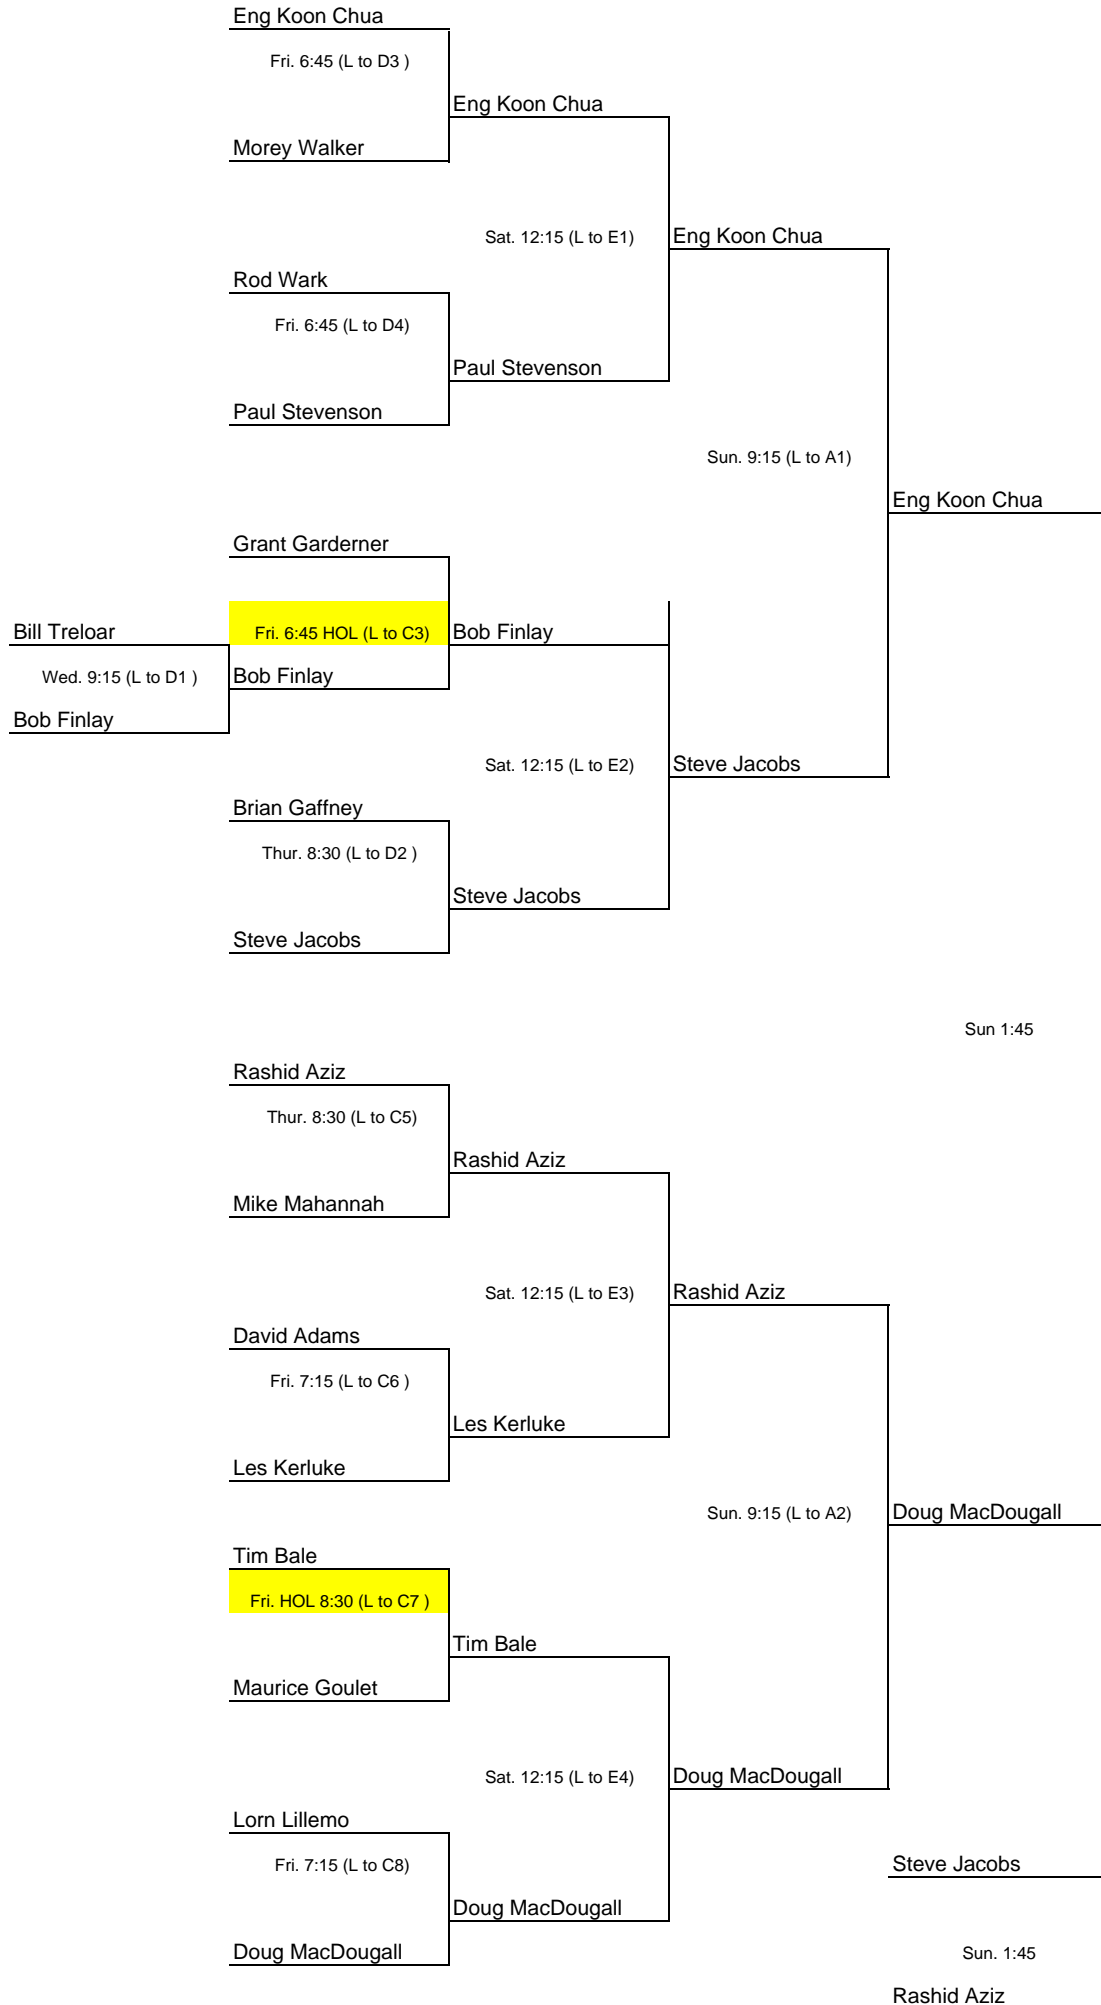 Eng Koon Chua
Fri. 6:45 (L to D3 )
Eng Koon Chua
Morey Walker
Sat. 12:15 (L to E1)
Eng Koon Chua
Rod Wark
Fri. 6:45 (L to D4)
Paul Stevenson
Paul Stevenson
Sun. 9:15 (L to A1)
Eng Koon Chua
Grant Garderner
Bill Treloar
Fri. 6:45 HOL (L to C3)
Bob Finlay
Wed. 9:15 (L to D1 )
Bob Finlay
Bob Finlay
Sat. 12:15 (L to E2)
Steve Jacobs
Brian Gaffney
Thur. 8:30 (L to D2 )
Steve Jacobs
Steve Jacobs
Sun 1:45
Rashid Aziz
Thur. 8:30 (L to C5)
Rashid Aziz
Mike Mahannah
Sat. 12:15 (L to E3)
Rashid Aziz
David Adams
Fri. 7:15 (L to C6 )
Les Kerluke
Les Kerluke
Sun. 9:15 (L to A2)
Doug MacDougall
Tim Bale
Fri. HOL 8:30 (L to C7 )
Tim Bale
Maurice Goulet
Sat. 12:15 (L to E4)
Doug MacDougall
Lorn Lillemo
Fri. 7:15 (L to C8)
Steve Jacobs
Doug MacDougall
Doug MacDougall
Sun. 1:45
Rashid Aziz